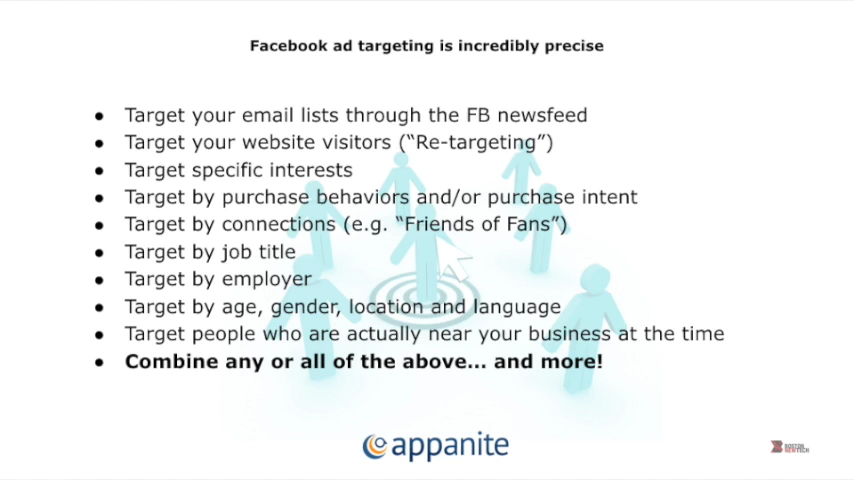 Facebook ad targeting is incredibly precise
● Target your email lists through the FB newsfeed
● Target your website visitors (“Re-targeting”)
● Target specific interests
● Target by purchase behaviors and/or purchase intent
● Target by connections (e.g. “Friends of Fans”)
● Target by job title
● Target by employer
● Target by age, gender, location and language
● Target people who are actually near your business at the time
● Combine any or all of the above... and more!
appanite
BOSTON
NEWTECH